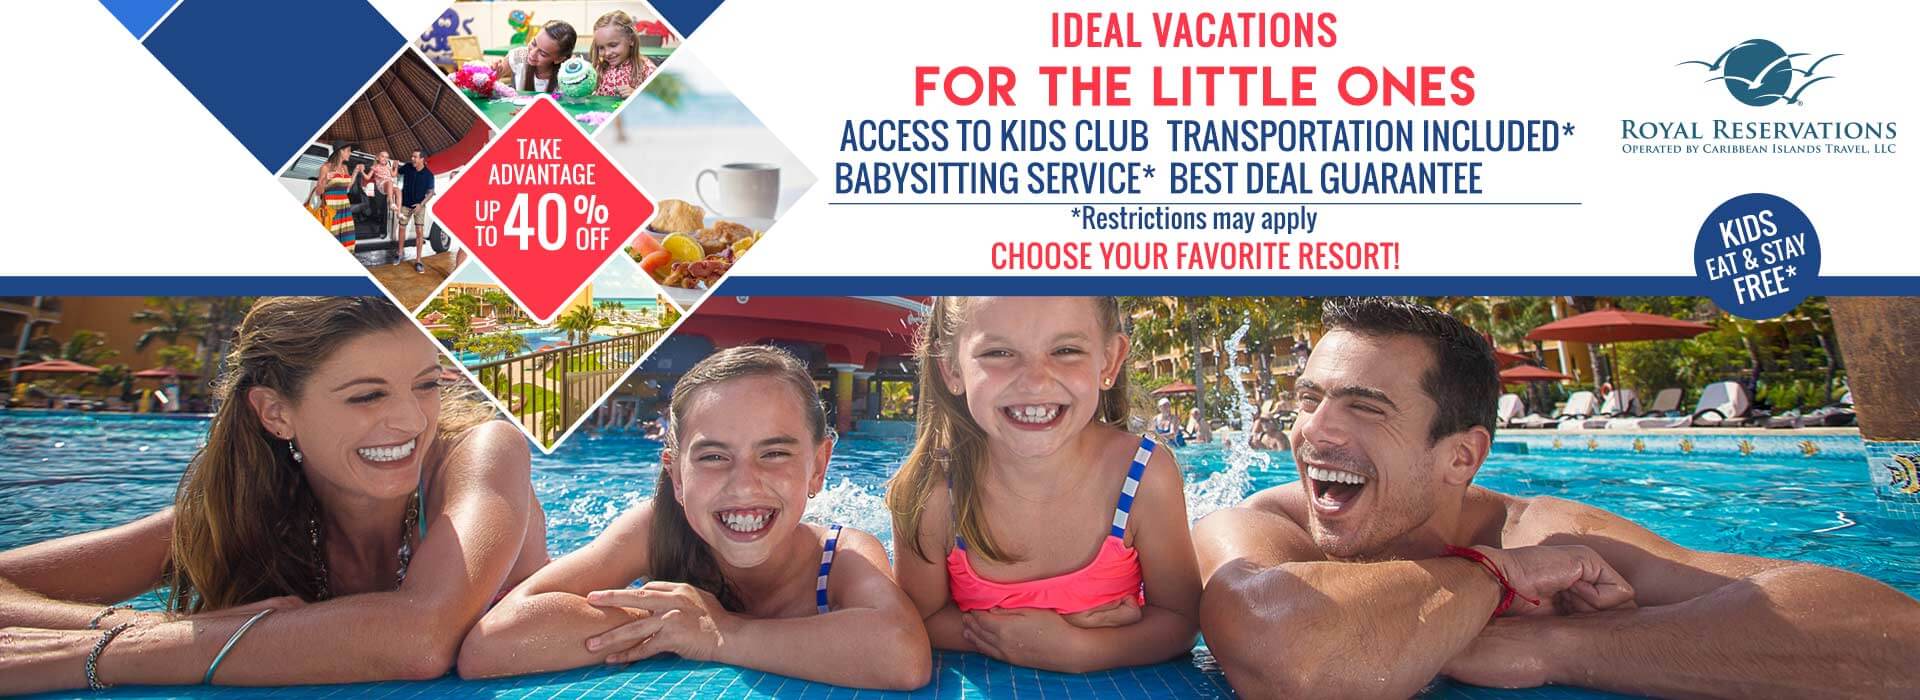 TAKE
ADVANTAGE
UP TO 40% OFF
IDEAL VACATIONS
FOR THE LITTLE ONES
ACCESS TO KIDS CLUB TRANSPORTATION INCLUDED*
BABYSITTING SERVICE* BEST DEAL GUARANTEE
*Restrictions may apply
CHOOSE YOUR FAVORITE RESORT!
ROYAL RESERVATIONS
OPERATED BY CARIBBEAN ISLANDS TRAVEL, LLC
KIDS
EAT & STAY
FREE*